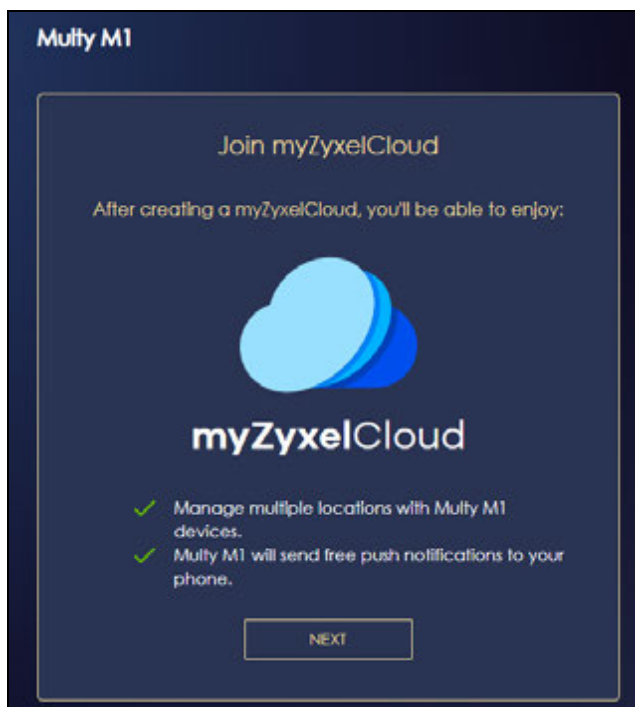 Multy M1
Join myZyxelCloud
After creating a myZyxelCloud, you'll be able to enjoy:
myZyxelCloud
Manage multiple locations with Multy M1
devices.
Multy M1 will send free push notifications to your
phone.
NEXT